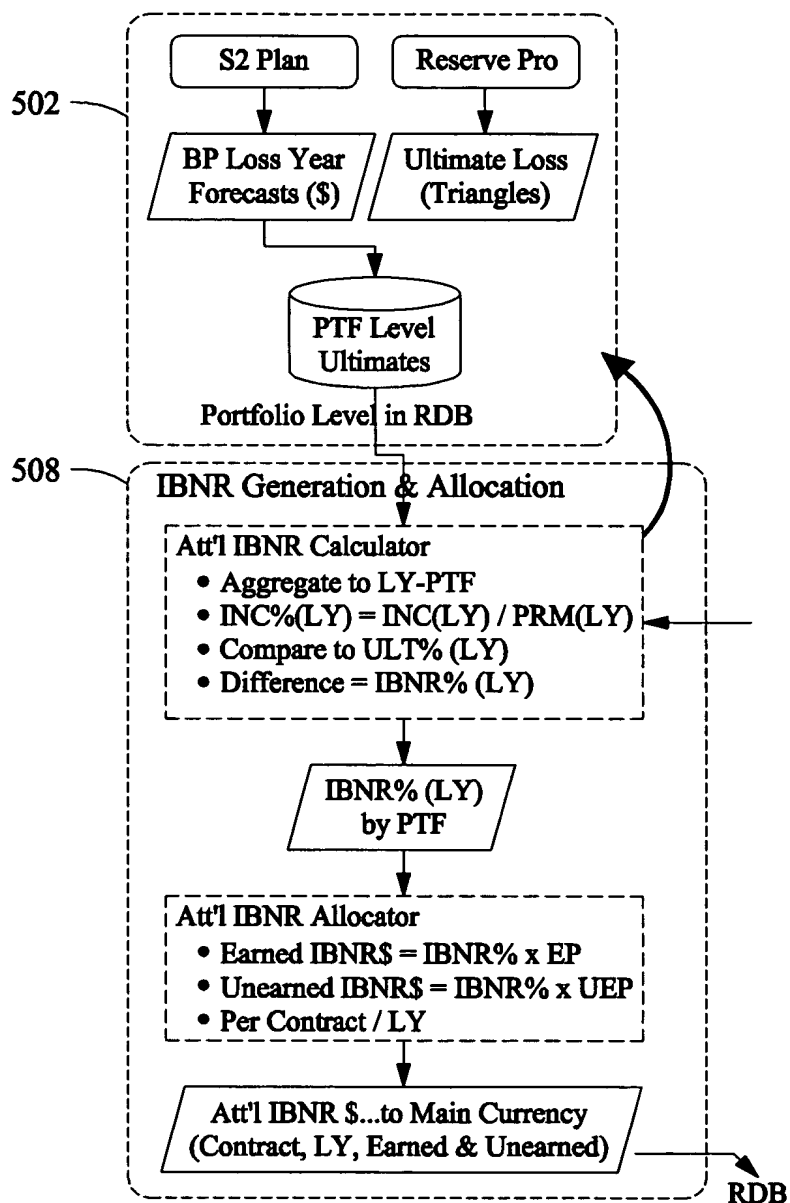 S2 Plan
Reserve Pro
502
BP Loss Year
Forecasts ($)
Ultimate Loss
(Triangles)
PTF Level
Ultimates
Portfolio Level in RDB
508
IBNR Generation & Allocation
Att'l IBNR Calculator
• Aggregate to LY-PTF
• INC%(LY) = INC(LY) / PRM(LY)
• Compare to ULT% (LY)
• Difference = IBNR% (LY)
IBNR% (LY)
by PTF
Att'l IBNR Allocator
• Earned IBNR$ = IBNR% x EP
• Unearned IBNR$ = IBNR% x UEP
• Per Contract / LY
Att'l IBNR $...to Main Currency
(Contract, LY, Earned & Unearned)
RDB